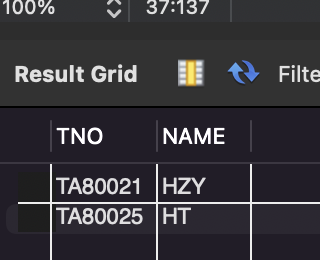 100% 37:137
Result Grid Filte
TNO NAME
TA80021 HZY
TA80025 HT